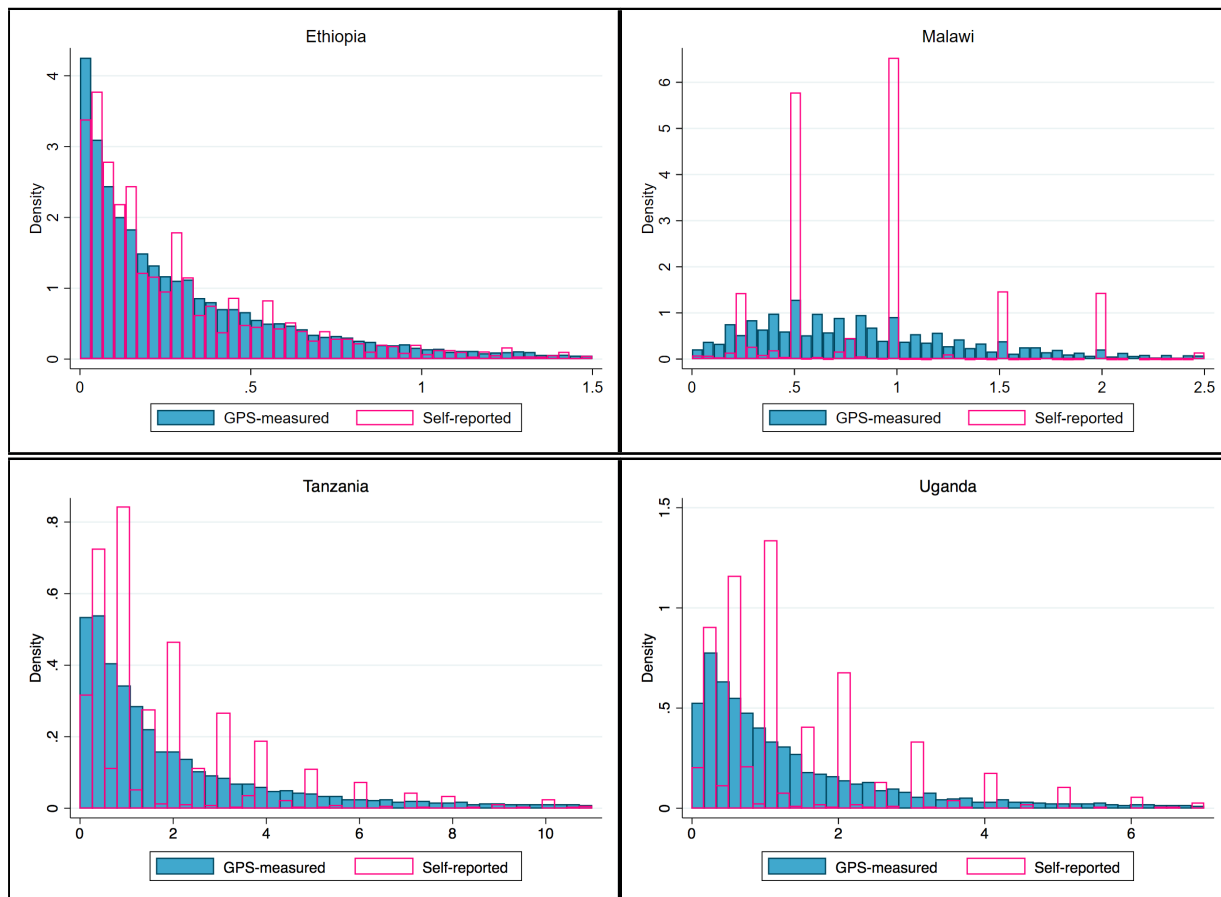 Ethiopia
Density
4
3
2
1
0
0 .5 1 1.5
GPS-measured Self-reported
Malawi
Density
6
5
4
3
2
1
0
0 .5 1 1.5 2 2.5
GPS-measured Self-reported
Tanzania
Density
.8
.6
.4
.2
0
0 2 4 6 8 10
GPS-measured Self-reported
Uganda
Density
1.5
1
.5
0
0 2 4 6
GPS-measured Self-reported